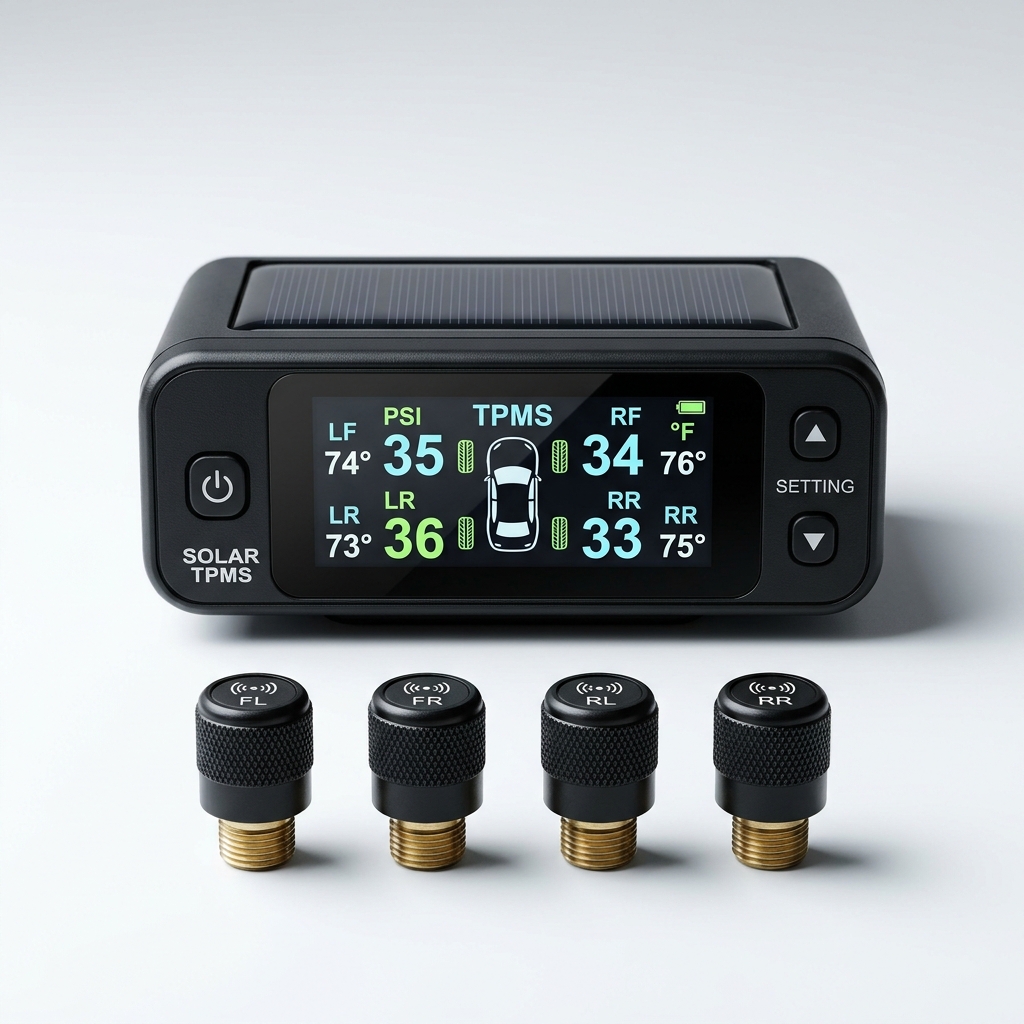 PSI TPMS RF
LF 35 34 °F
74° 76°
LR RR
LR 36 33 RR
73° 75°
SETTING
SOLAR
TPMS
FL
FR
RL
RR